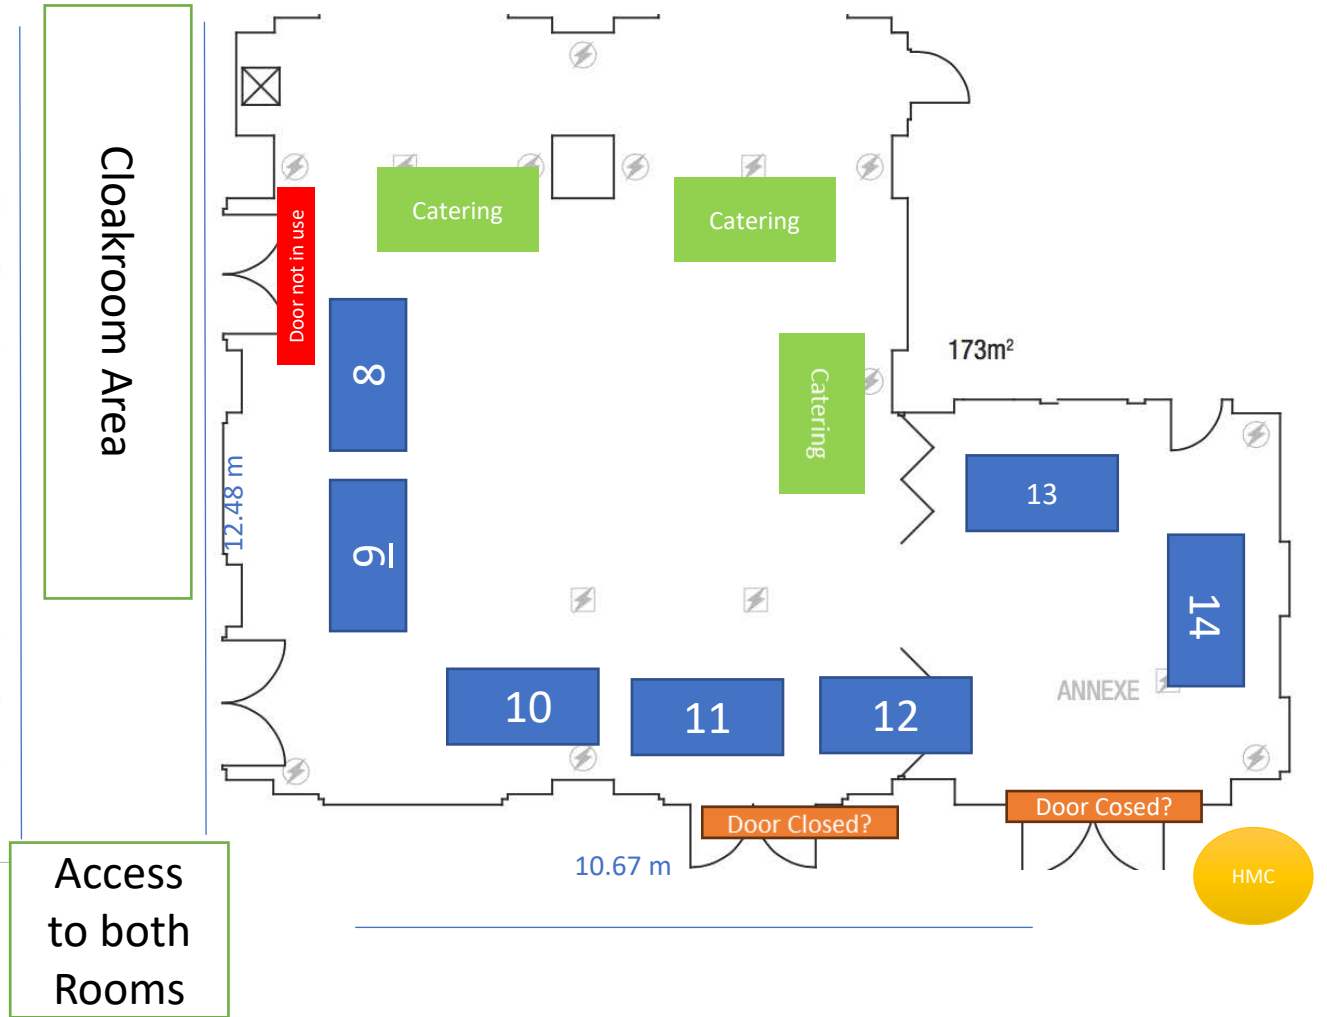 Cloakroom Area
Door not in use
Catering
Catering
Catering
173m²
8
12.48 m
9
13
14
ANNEXE
10
11
12
Door Closed?
Door Cosed?
10.67 m
HMC
Access
to both
Rooms